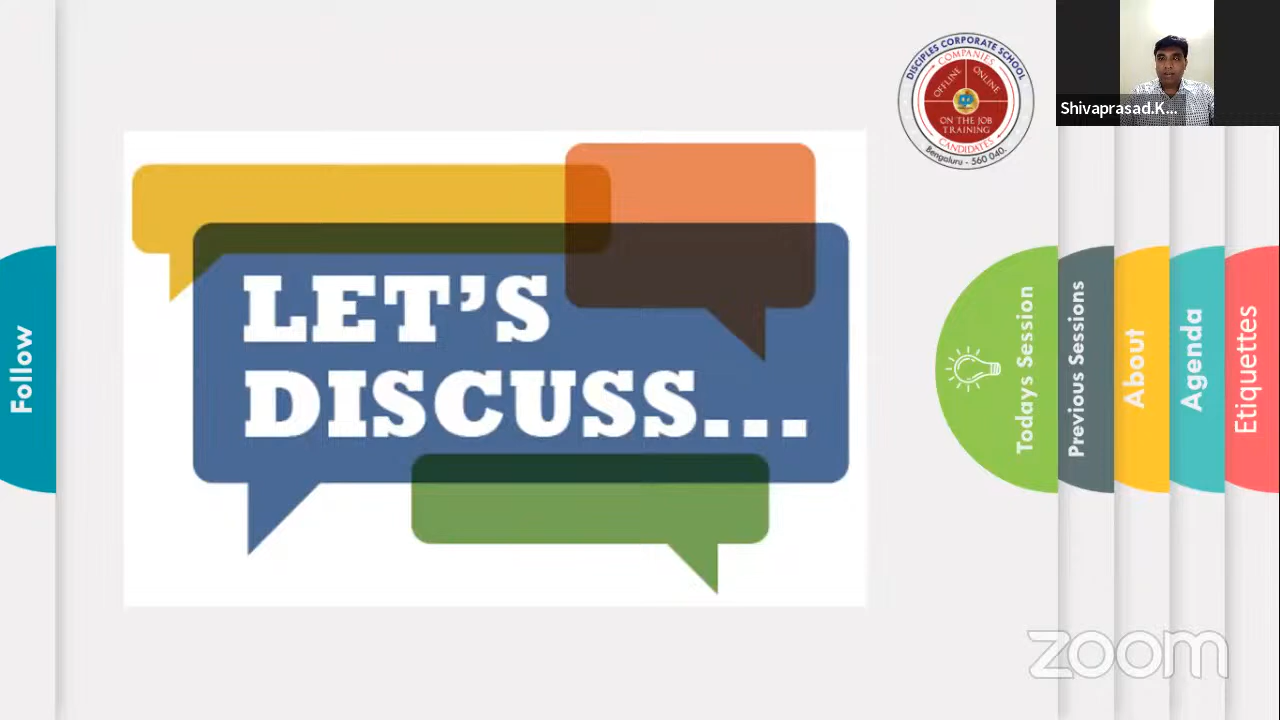 DISCIPLES CORPORATE SCHOOL
COMPANIES
OFFLINE
ONLINE
ON THE JOB
TRAINING
CANDIDATES
Bengaluru - 560 040.
Shivaprasad.K...
LET'S
DISCUSS...
Follow
Todays Session
Previous Sessions
About
Agenda
Etiquettes
zoom